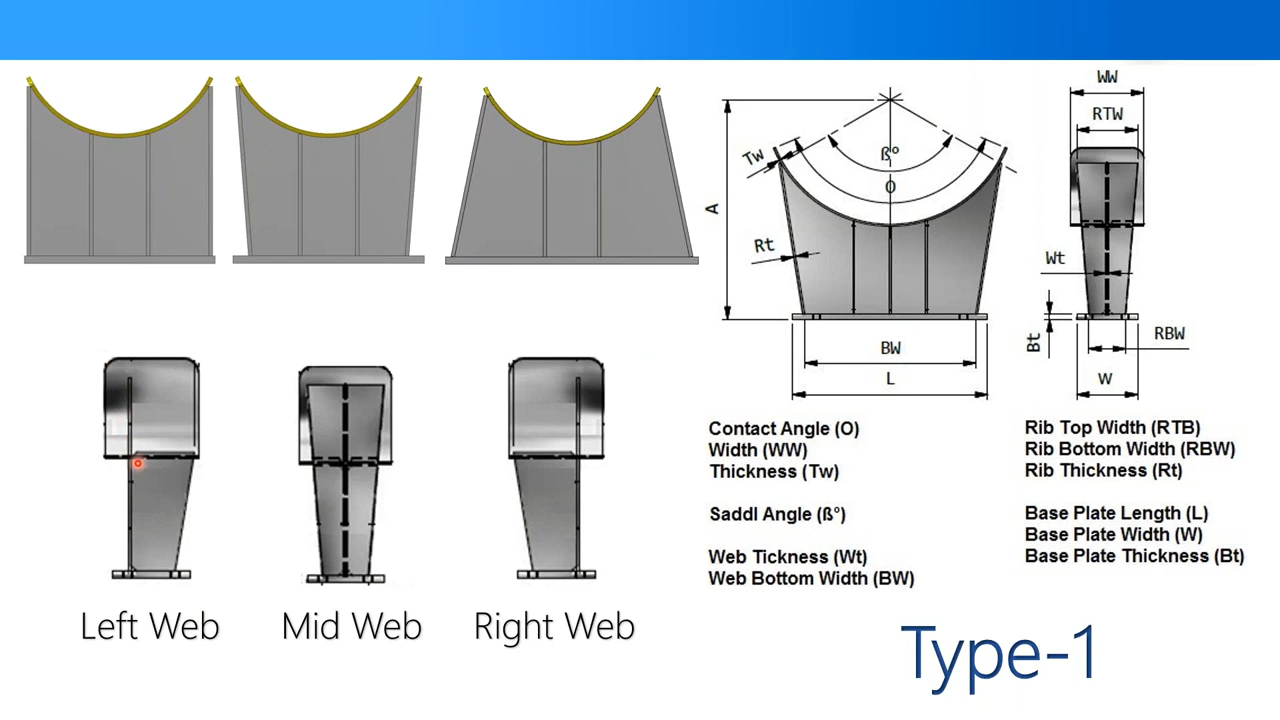 WW
RTW
Tw
ß°
O
A
Rt
Wt
Bt
RBW
BW
L
W
Contact Angle (O)
Width (WW)
Thickness (Tw)
Saddl Angle (ß°)
Web Tickness (Wt)
Web Bottom Width (BW)
Rib Top Width (RTB)
Rib Bottom Width (RBW)
Rib Thickness (Rt)
Base Plate Length (L)
Base Plate Width (W)
Base Plate Thickness (Bt)
Left Web
Mid Web
Right Web
Type-1